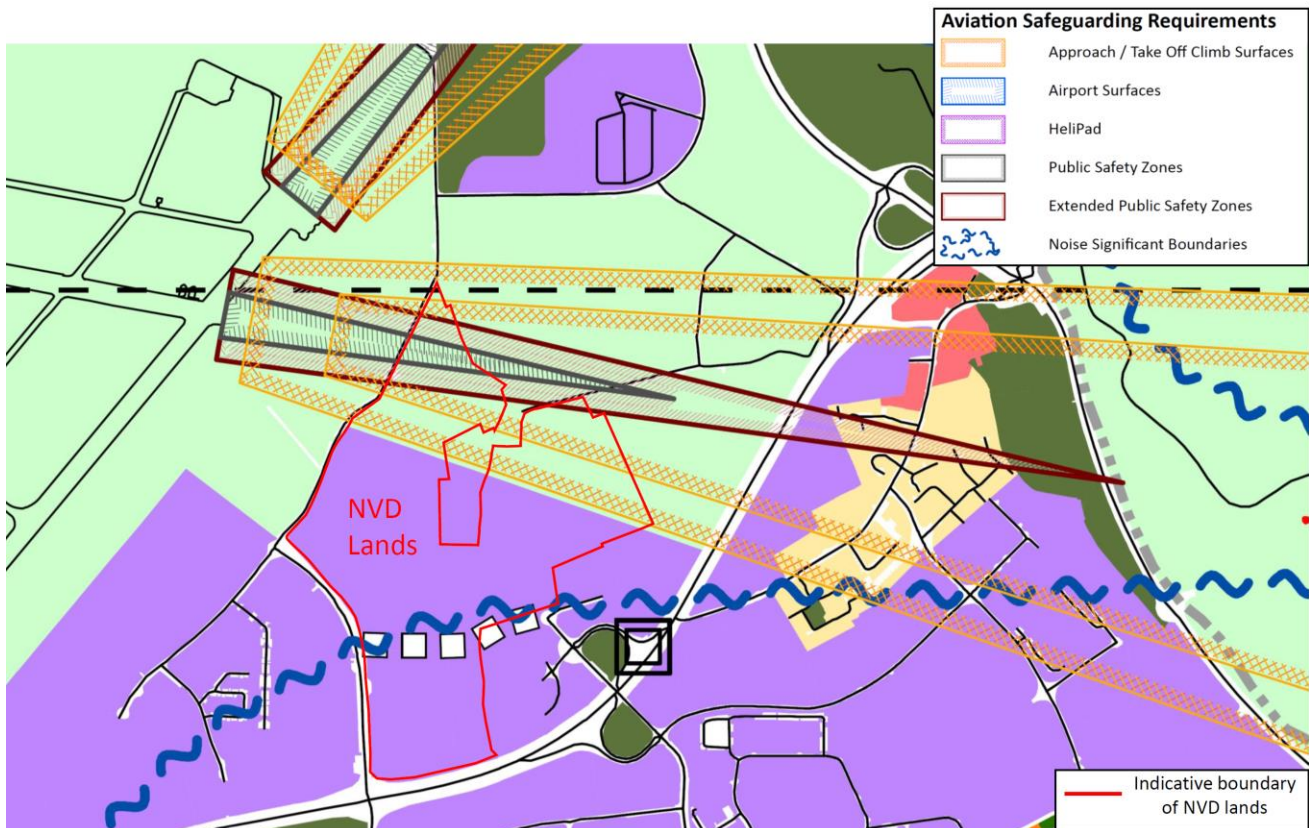 Aviation Safeguarding Requirements
Approach / Take Off Climb Surfaces
Airport Surfaces
HeliPad
Public Safety Zones
Extended Public Safety Zones
Noise Significant Boundaries
NVD
Lands
Indicative boundary
of NVD lands